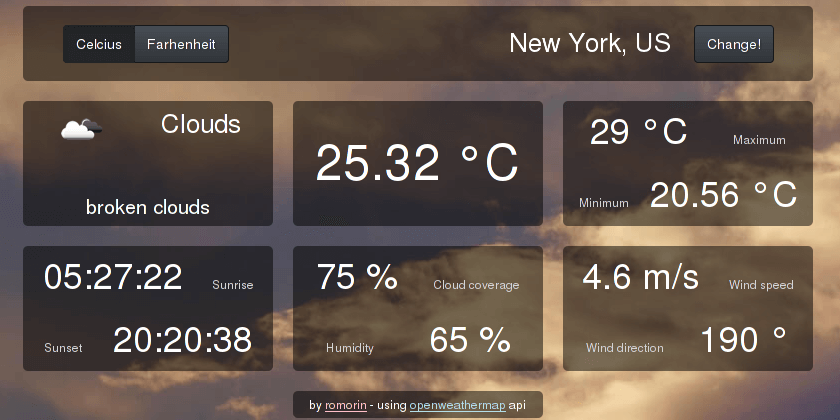 Celcius Farhenheit New York, US Change!
Clouds
broken clouds
25.32 °C
29 °C Maximum
Minimum 20.56 °C
05:27:22 Sunrise
Sunset 20:20:38
75 % Cloud coverage
Humidity 65 %
4.6 m/s Wind speed
Wind direction 190 °
by romorin - using openweathermap api